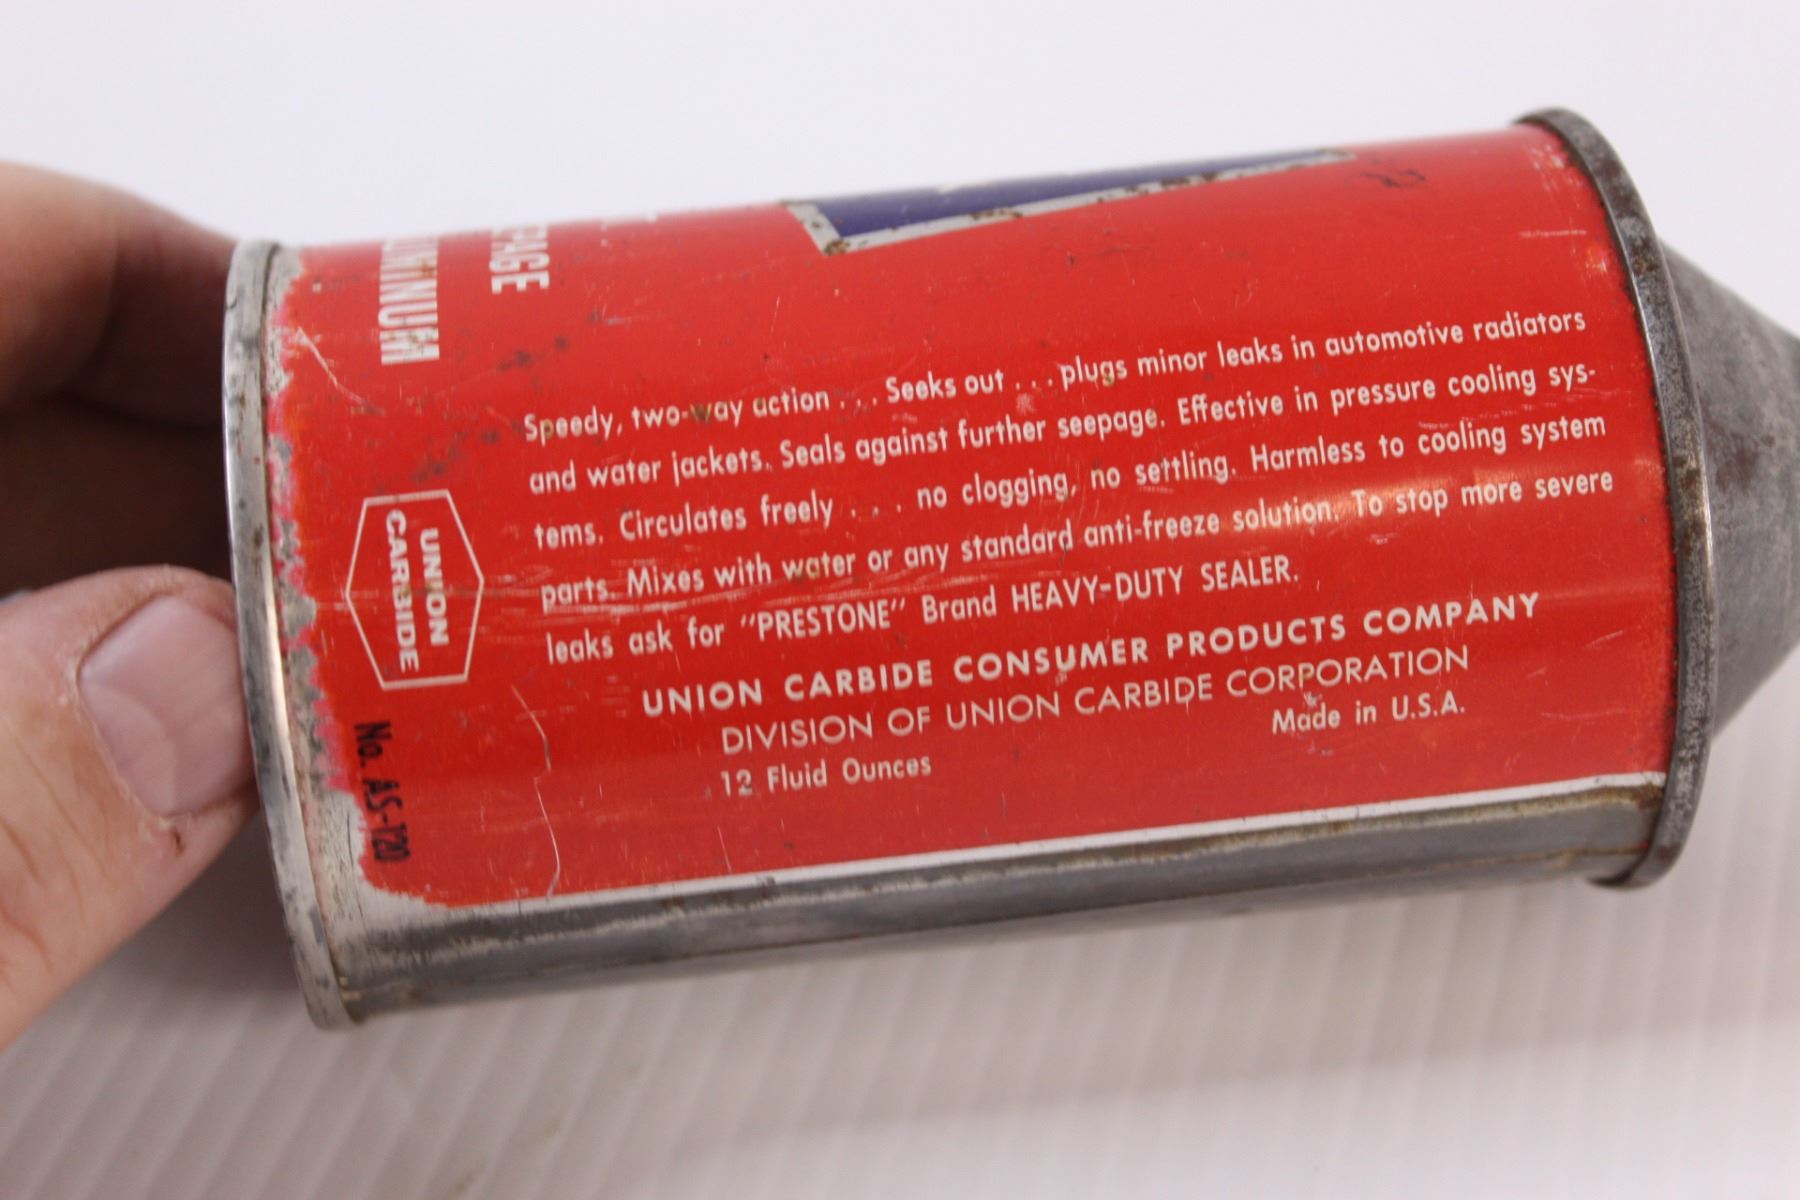 Speedy, two-way action . . . Seeks out . . . plugs minor leaks in automotive radiators
and water jackets. Seals against further seepage. Effective in pressure cooling sys-
tems. Circulates freely . . . no clogging, no settling. Harmless to cooling system
parts. Mixes with water or any standard anti-freeze solution. To stop more severe
leaks ask for "PRESTONE" Brand HEAVY-DUTY SEALER.
UNION CARBIDE CONSUMER PRODUCTS COMPANY
DIVISION OF UNION CARBIDE CORPORATION
12 Fluid Ounces Made in U.S.A.
UNION
CARBIDE
No. AS-120